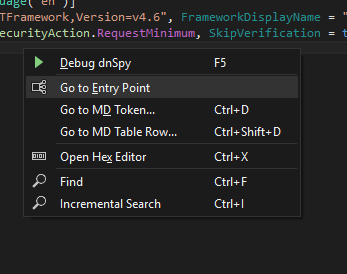 uage("en")]
TFramework,Version=v4.6", FrameworkDisplayName = "
ecurityAction.RequestMinimum, SkipVerification = t
Debug dnSpy F5
Go to Entry Point
Go to MD Token... Ctrl+D
Go to MD Table Row... Ctrl+Shift+D
Open Hex Editor Ctrl+X
Find Ctrl+F
Incremental Search Ctrl+I